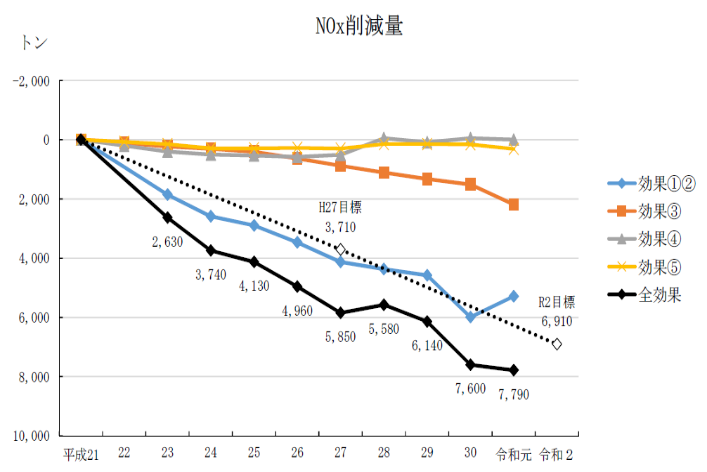 NOx削減量
トン
-2,000
0
2,000
4,000
6,000
8,000
10,000
H27目標
3,710
R2目標
6,910
2,630
3,740
4,130
4,960
5,850
5,580
6,140
7,600
7,790
平成21 22 23 24 25 26 27 28 29 30 令和元 令和2
効果①②
効果③
効果④
効果⑤
全効果